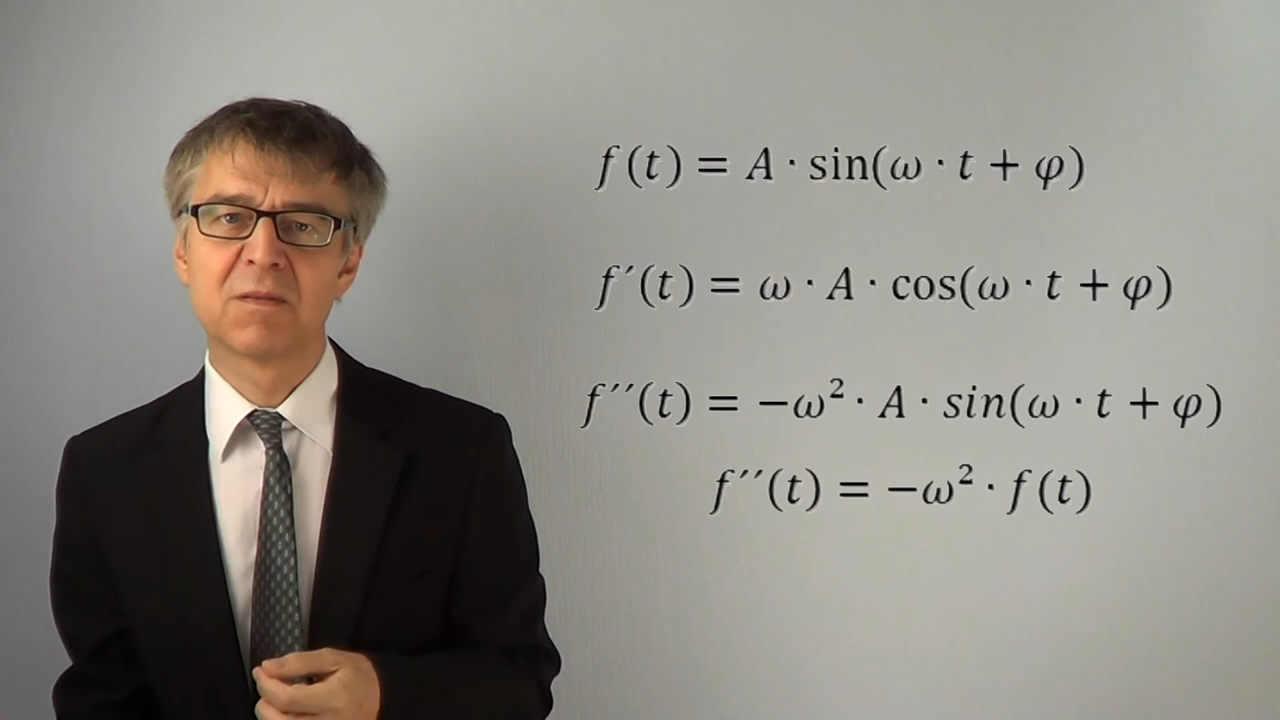 f(t) = A · sin(ω · t + φ)
f´(t) = ω · A · cos(ω · t + φ)
f´´(t) = −ω² · A · sin(ω · t + φ)
f´´(t) = −ω² · f(t)